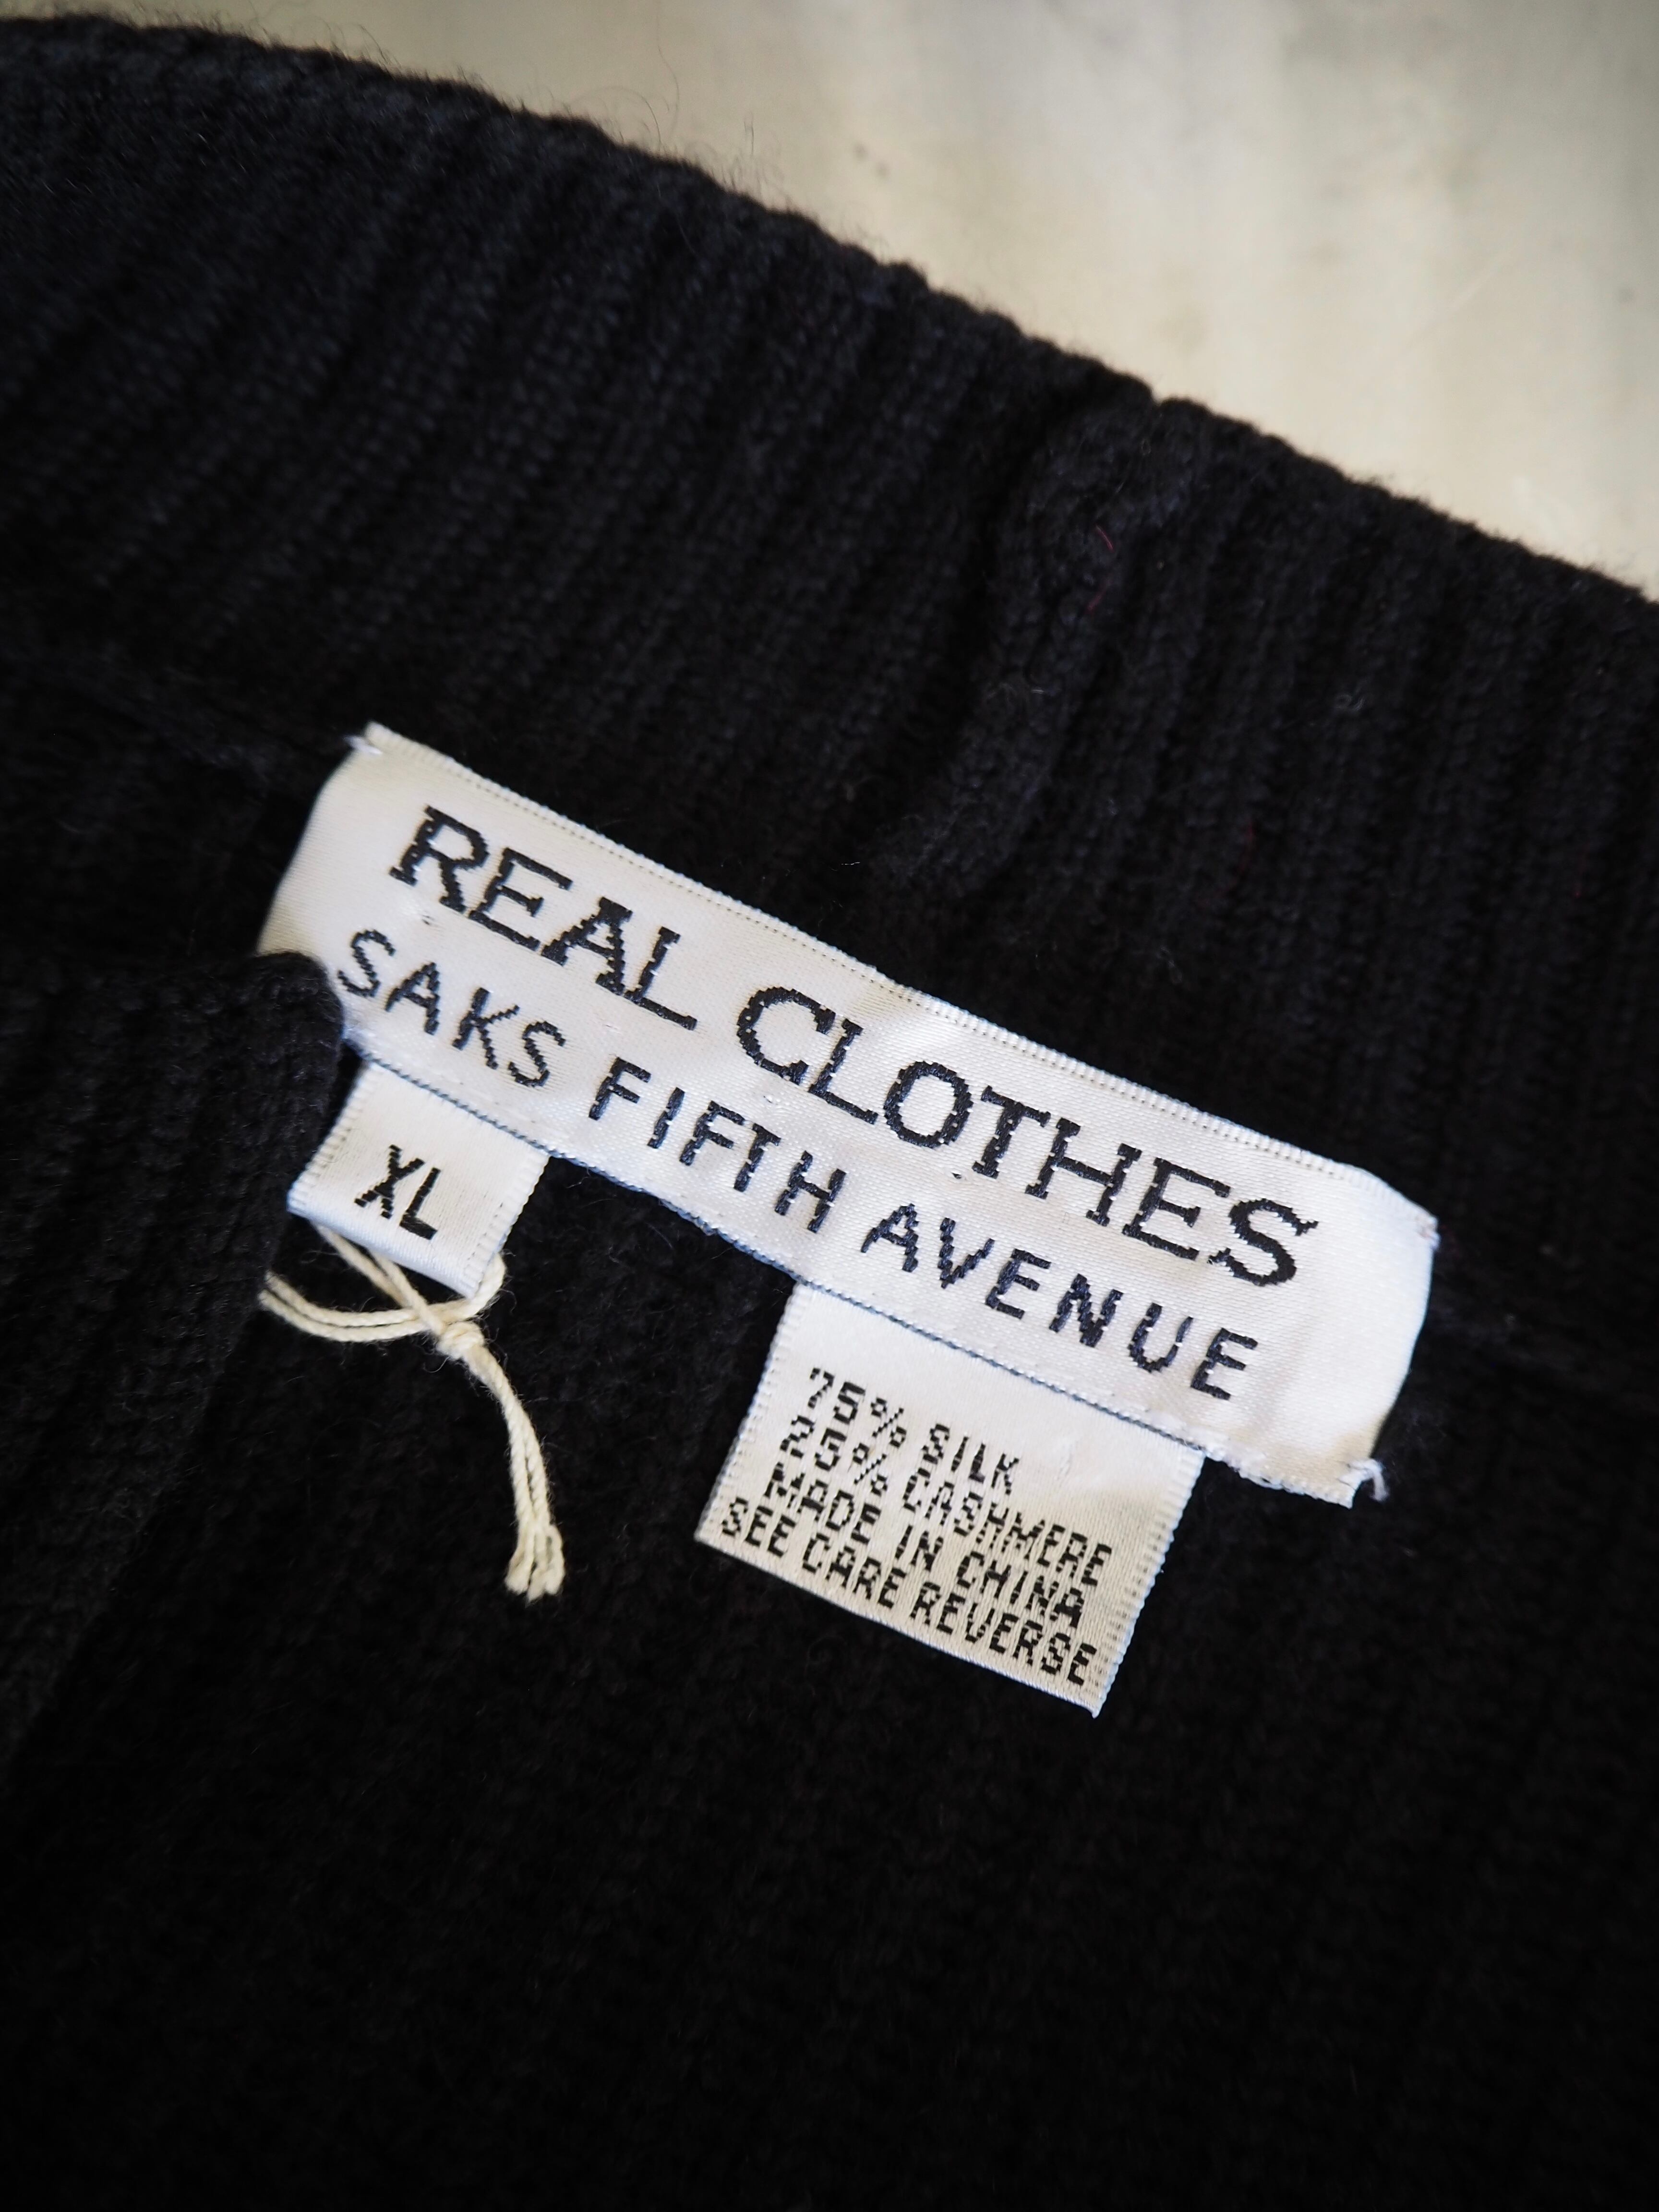 REAL CLOTHES
SAKS FIFTH AVENUE
XL
75% SILK
25% CASHMERE
MADE IN CHINA
SEE CARE REVERSE